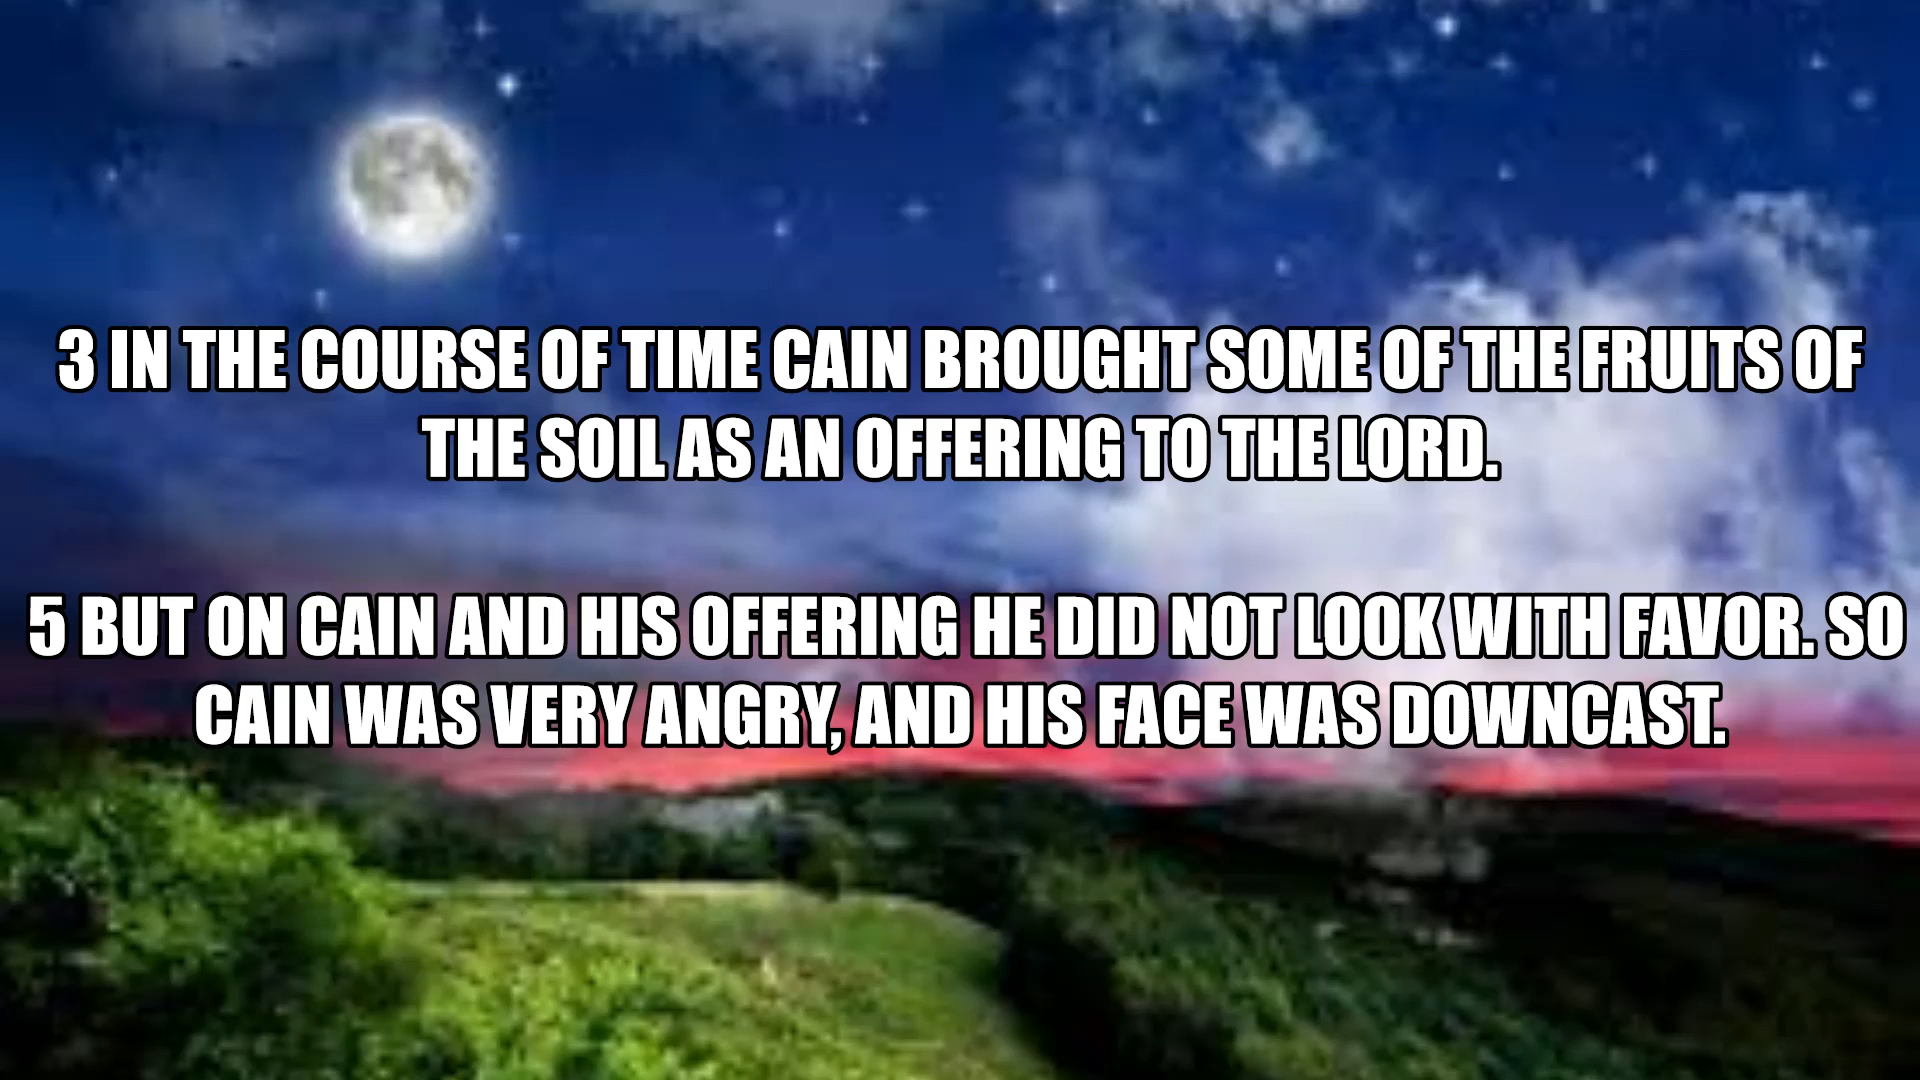 3 IN THE COURSE OF TIME CAIN BROUGHT SOME OF THE FRUITS OF
THE SOIL AS AN OFFERING TO THE LORD.
5 BUT ON CAIN AND HIS OFFERING HE DID NOT LOOK WITH FAVOR. SO
CAIN WAS VERY ANGRY, AND HIS FACE WAS DOWNCAST.